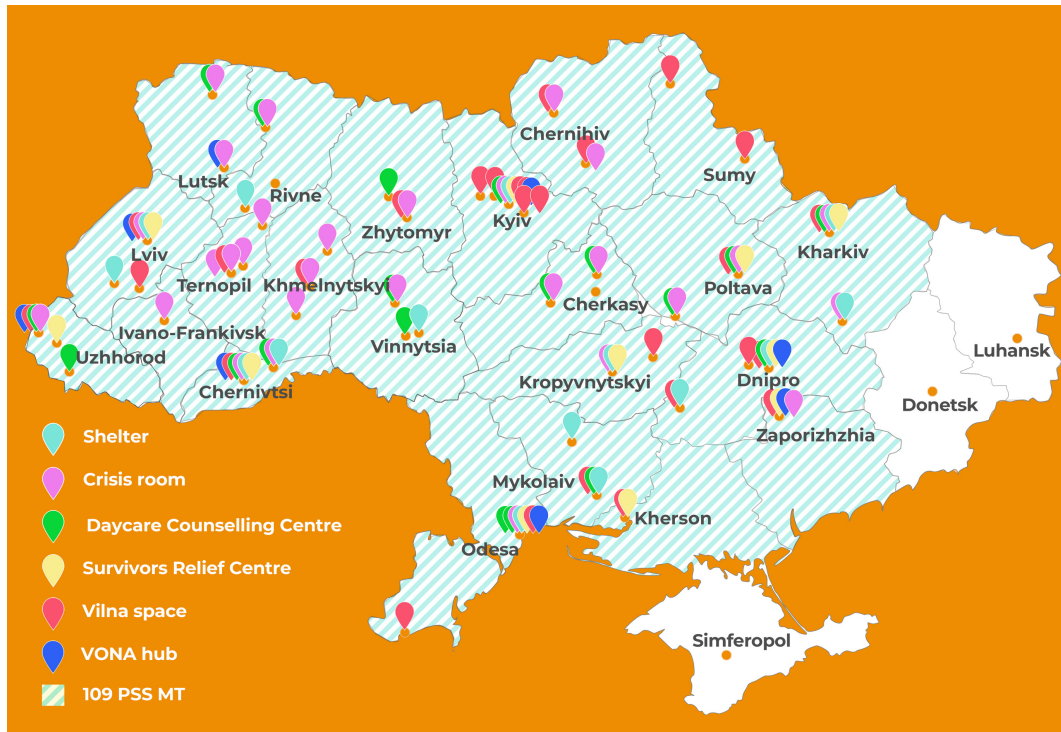 Chernihiv
Sumy
Lutsk
Rivne
Kyiv
Zhytomyr
Lviv
Kharkiv
Ternopil
Khmelnytskyi
Poltava
Cherkasy
Ivano-Frankivsk
Vinnytsia
Luhansk
Uzhhorod
Kropyvnytskyi
Dnipro
Chernivtsi
Donetsk
Zaporizhzhia
Shelter
Crisis room
Mykolaiv
Daycare Counselling Centre
Kherson
Odesa
Survivors Relief Centre
Vilna space
Simferopol
VONA hub
109 PSS MT